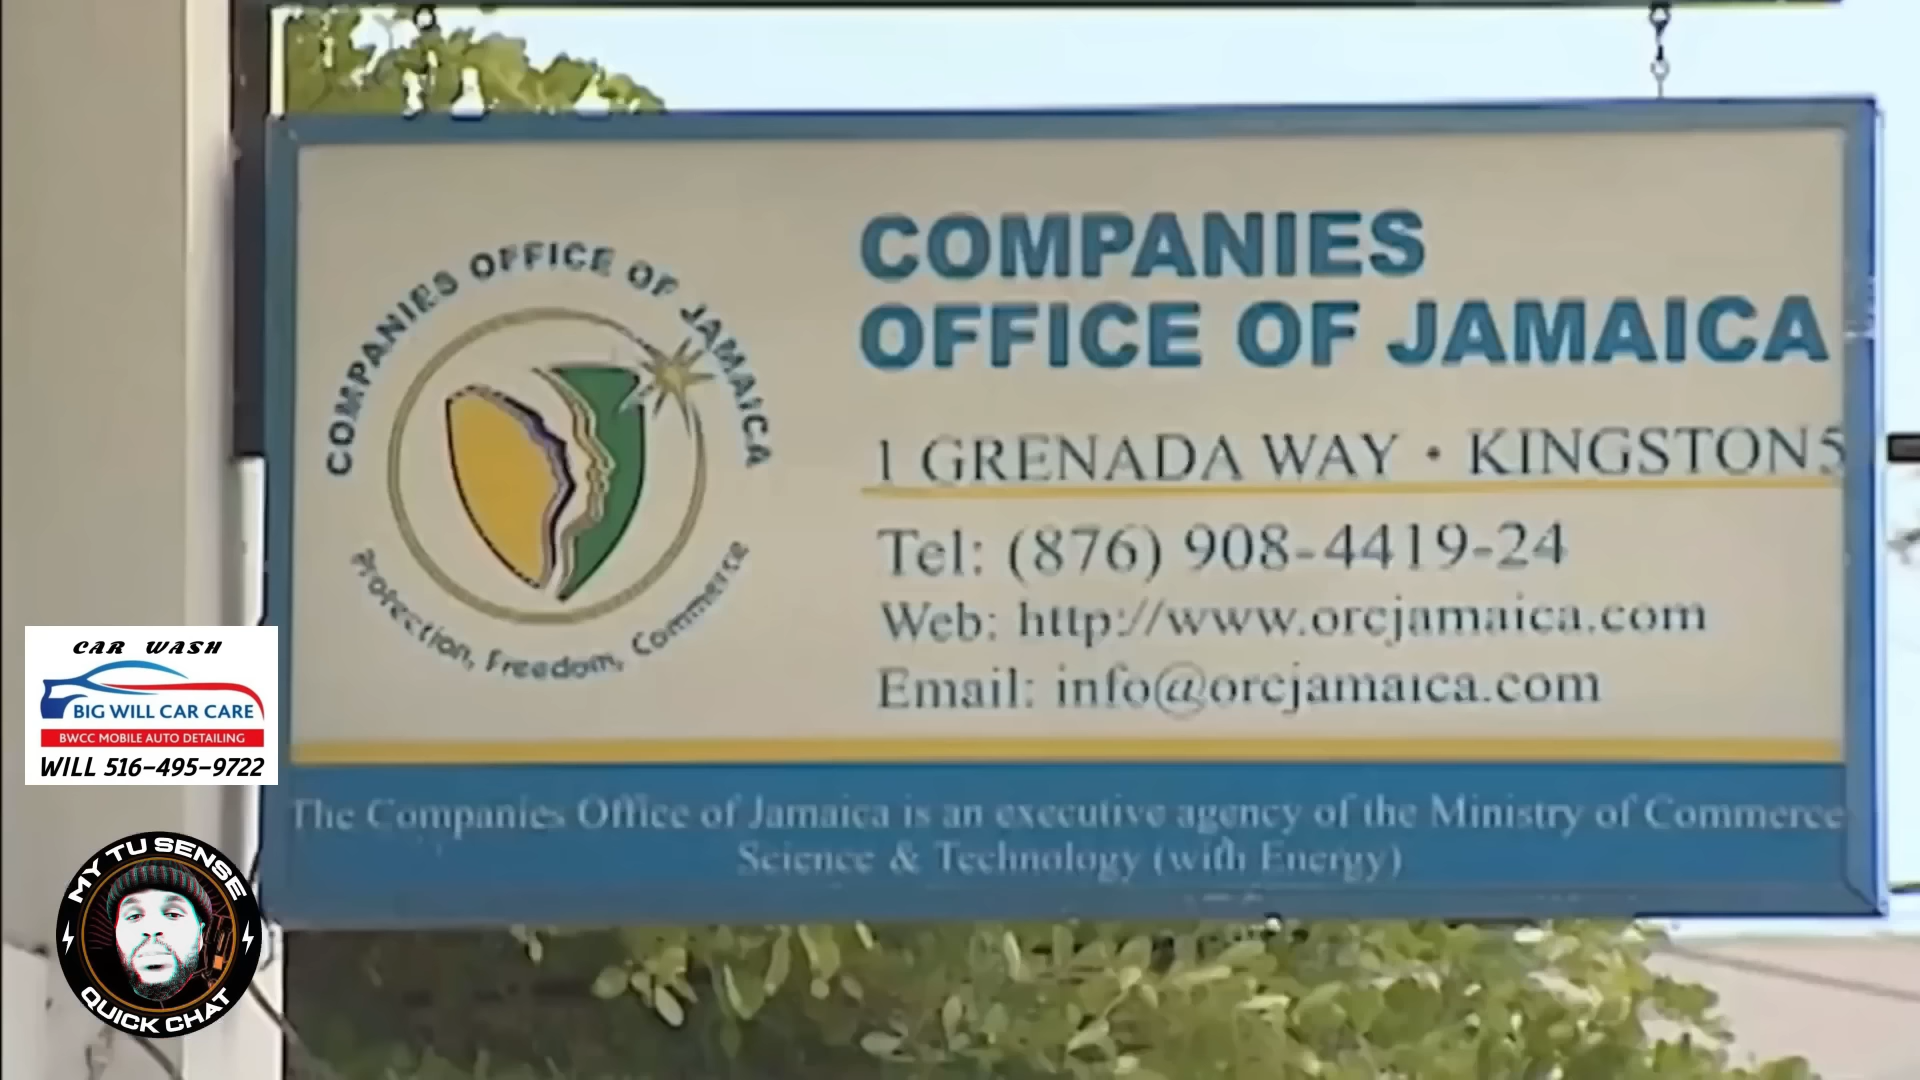 COMPANIES OFFICE OF JAMAICA
Protection, Freedom, Commerce
COMPANIES
OFFICE OF JAMAICA
1 GRENADA WAY • KINGSTON 5
Tel: (876) 908-4419-24
Web: http://www.orcjamaica.com
Email: info@orcjamaica.com
The Companies Office of Jamaica is an executive agency of the Ministry of Commerce
Science & Technology (with Energy)
CAR WASH
BIG WILL CAR CARE
BWCC MOBILE AUTO DETAILING
WILL 516-495-9722
MY TU SENSE
QUICK CHAT